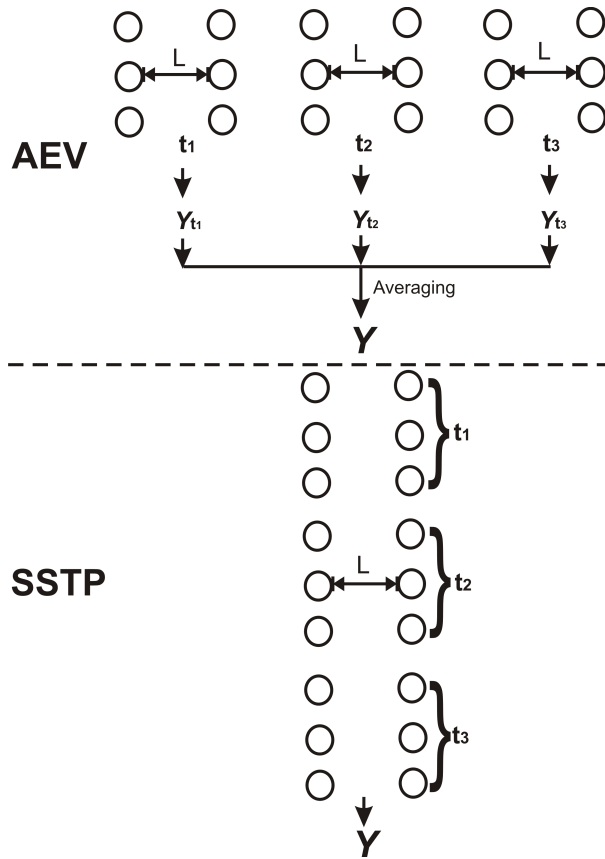 L L L
AEV
t1 t2 t3
Yt1 Yt2 Yt3
Averaging
Y
t1
SSTP
L
t2
t3
Y